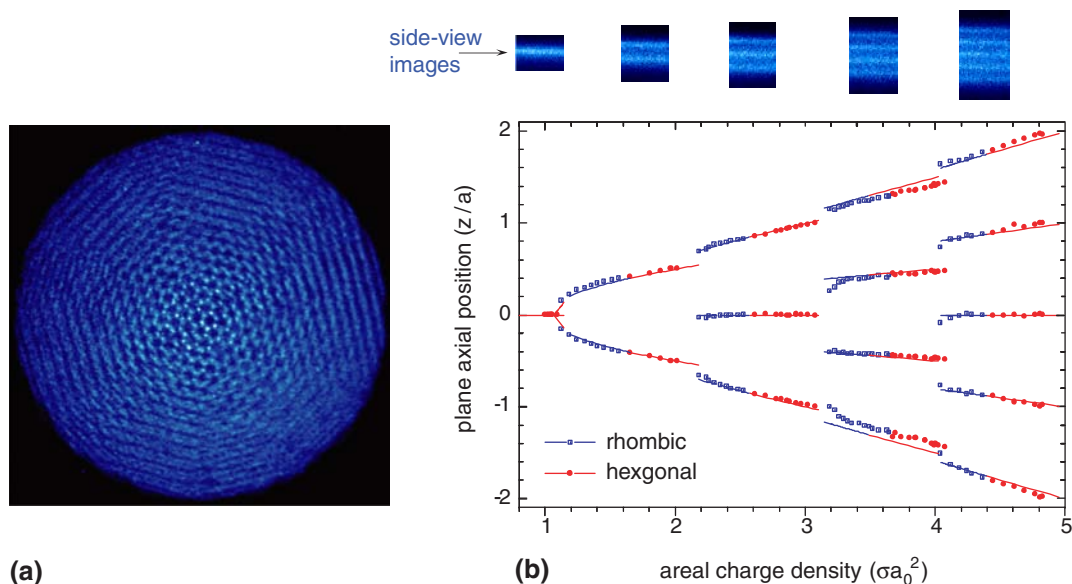 side-view
images
2
1
0
-1
-2
plane axial position (z/a)
rhombic
hexgonal
1
2
3
4
5
(a)
(b)
areal charge density (σa₀²)